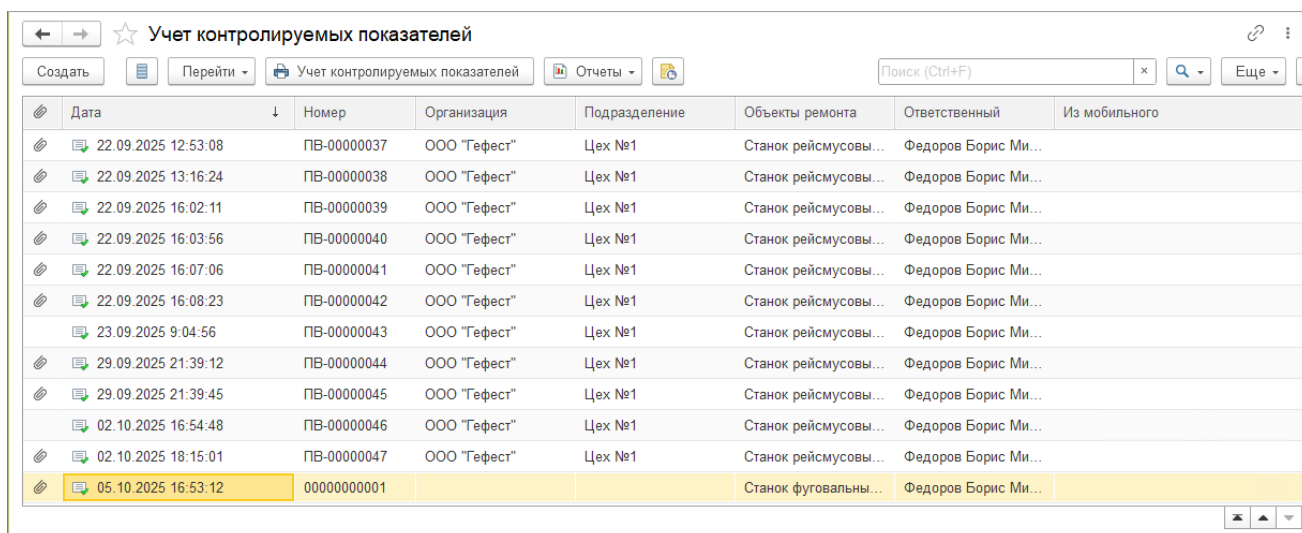 Учет контролируемых показателей
Создать Перейти Учет контролируемых показателей Отчеты Поиск (Ctrl+F) × Еще
Дата ↓ Номер Организация Подразделение Объекты ремонта Ответственный Из мобильного
22.09.2025 12:53:08 ПВ-00000037 ООО "Гефест" Цех №1 Станок рейсмусовы... Федоров Борис Ми...
22.09.2025 13:16:24 ПВ-00000038 ООО "Гефест" Цех №1 Станок рейсмусовы... Федоров Борис Ми...
22.09.2025 16:02:11 ПВ-00000039 ООО "Гефест" Цех №1 Станок рейсмусовы... Федоров Борис Ми...
22.09.2025 16:03:56 ПВ-00000040 ООО "Гефест" Цех №1 Станок рейсмусовы... Федоров Борис Ми...
22.09.2025 16:07:06 ПВ-00000041 ООО "Гефест" Цех №1 Станок рейсмусовы... Федоров Борис Ми...
22.09.2025 16:08:23 ПВ-00000042 ООО "Гефест" Цех №1 Станок рейсмусовы... Федоров Борис Ми...
23.09.2025 9:04:56 ПВ-00000043 ООО "Гефест" Цех №1 Станок рейсмусовы... Федоров Борис Ми...
29.09.2025 21:39:12 ПВ-00000044 ООО "Гефест" Цех №1 Станок рейсмусовы... Федоров Борис Ми...
29.09.2025 21:39:45 ПВ-00000045 ООО "Гефест" Цех №1 Станок рейсмусовы... Федоров Борис Ми...
02.10.2025 16:54:48 ПВ-00000046 ООО "Гефест" Цех №1 Станок рейсмусовы... Федоров Борис Ми...
02.10.2025 18:15:01 ПВ-00000047 ООО "Гефест" Цех №1 Станок рейсмусовы... Федоров Борис Ми...
05.10.2025 16:53:12 00000000001 Станок фуговальны... Федоров Борис Ми...